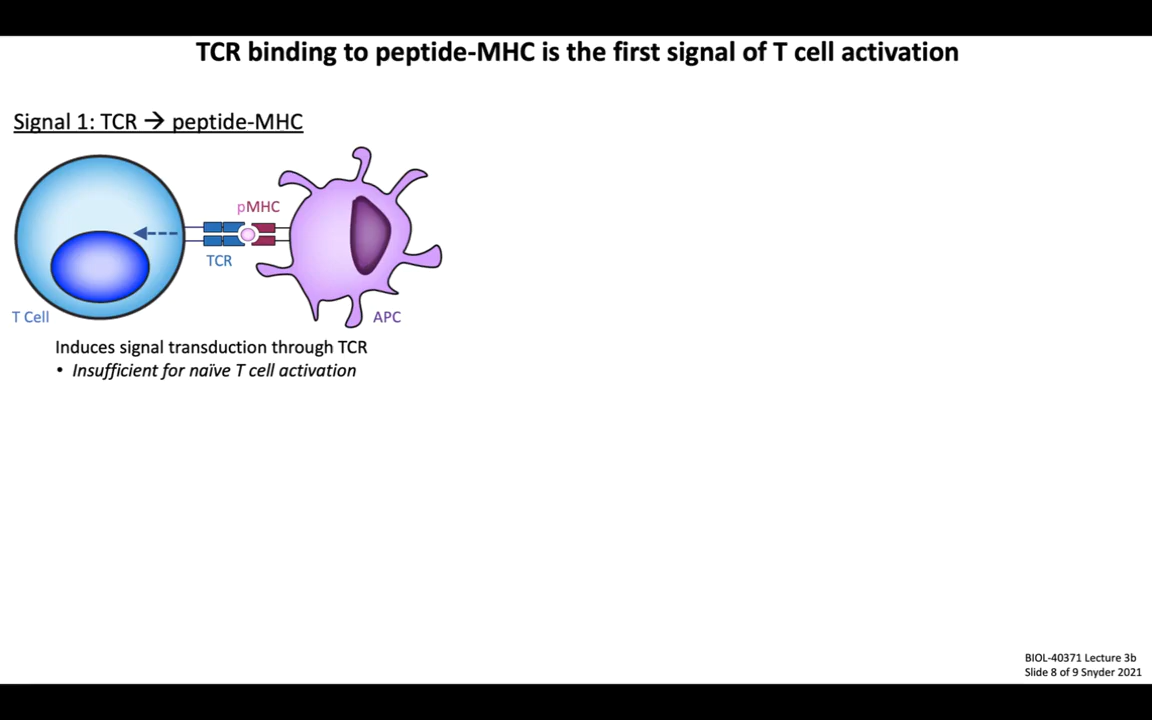 TCR binding to peptide-MHC is the first signal of T cell activation
Signal 1: TCR → peptide-MHC
pMHC
TCR
T Cell
APC
Induces signal transduction through TCR
• Insufficient for naïve T cell activation
BIOL-40371 Lecture 3b
Slide 8 of 9 Snyder 2021